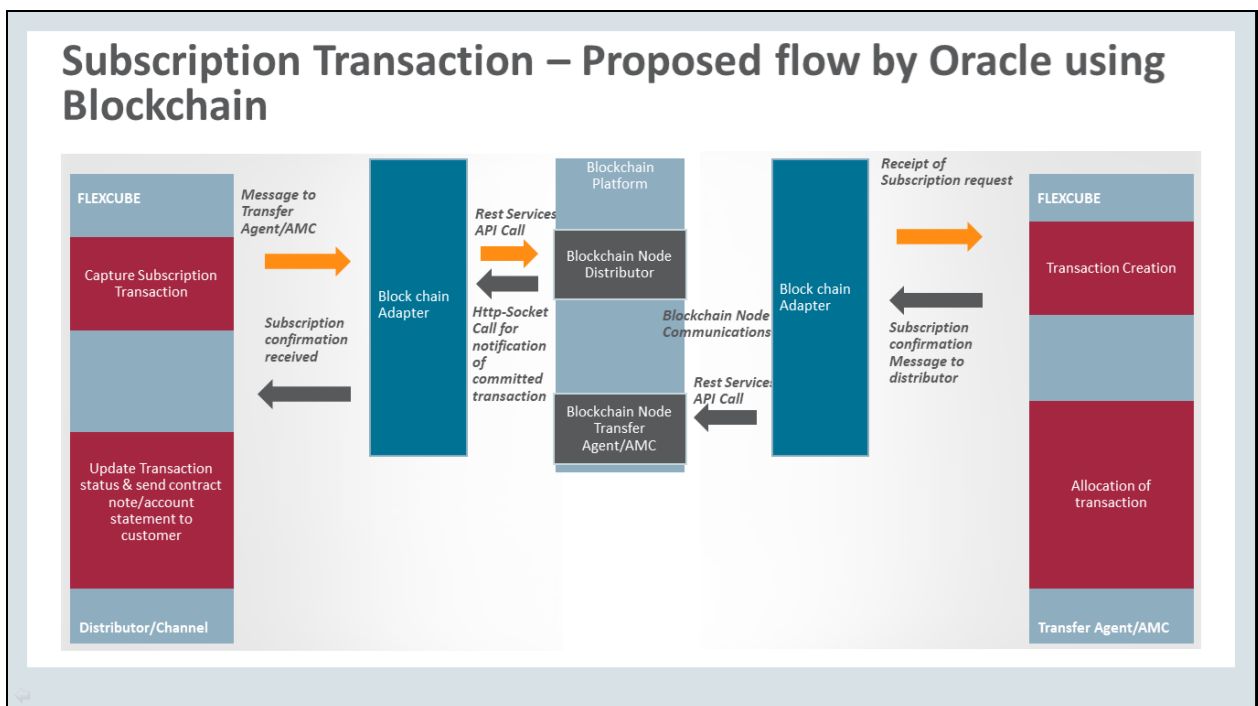 Subscription Transaction – Proposed flow by Oracle using
Blockchain
FLEXCUBE
Capture Subscription
Transaction
Update Transaction
status & send contract
note/account
statement to
customer
Distributor/Channel
Message to
Transfer
Agent/AMC
Subscription
confirmation
received
Block chain
Adapter
Rest Services
API Call
Http-Socket
Call for
notification
of
committed
transaction
Blockchain
Platform
Blockchain Node
Distributor
Blockchain Node
Communications
Blockchain Node
Transfer
Agent/AMC
Rest Services
API Call
Block chain
Adapter
Receipt of
Subscription request
Subscription
confirmation
Message to
distributor
FLEXCUBE
Transaction Creation
Allocation of
transaction
Transfer Agent/AMC